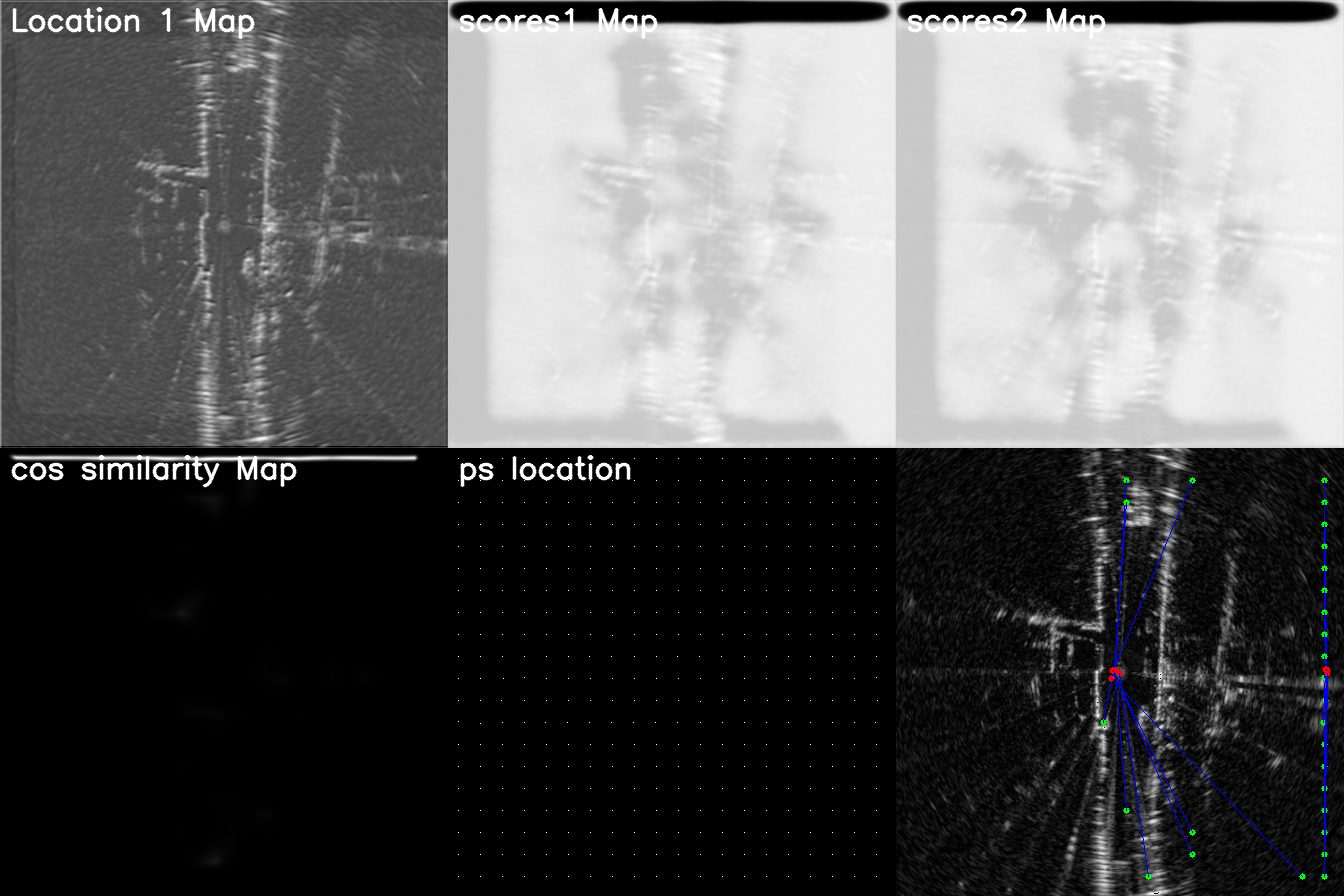 Location 1 Map
scores1 Map
scores2 Map
cos similarity Map
ps location